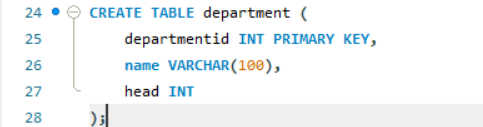 24 CREATE TABLE department (
25 departmentid INT PRIMARY KEY,
26 name VARCHAR(100),
27 head INT
28 );